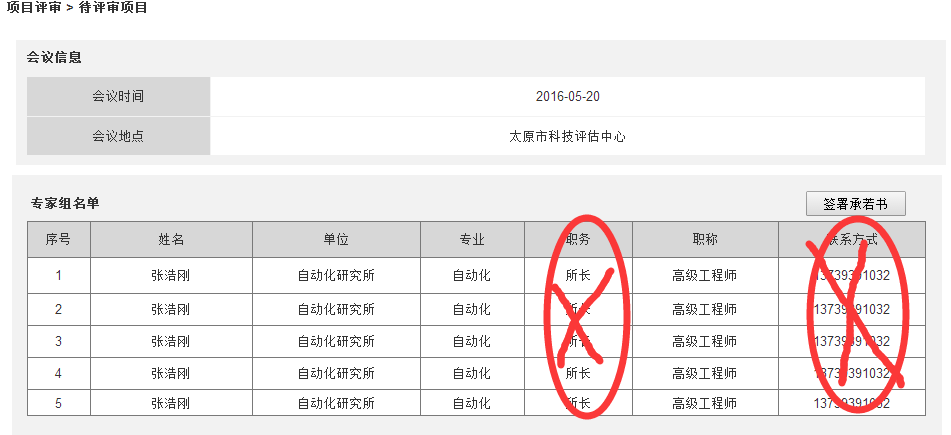 项目评审 > 待评审项目
会议信息
会议时间 2016-05-20
会议地点 太原市科技评估中心
专家组名单 签署承若书
序号 姓名 单位 专业 职务 职称 联系方式
1 张浩刚 自动化研究所 自动化 所长 高级工程师 13739391032
2 张浩刚 自动化研究所 自动化 所长 高级工程师 13739391032
3 张浩刚 自动化研究所 自动化 所长 高级工程师 13739391032
4 张浩刚 自动化研究所 自动化 所长 高级工程师 13739391032
5 张浩刚 自动化研究所 自动化 所长 高级工程师 13739391032